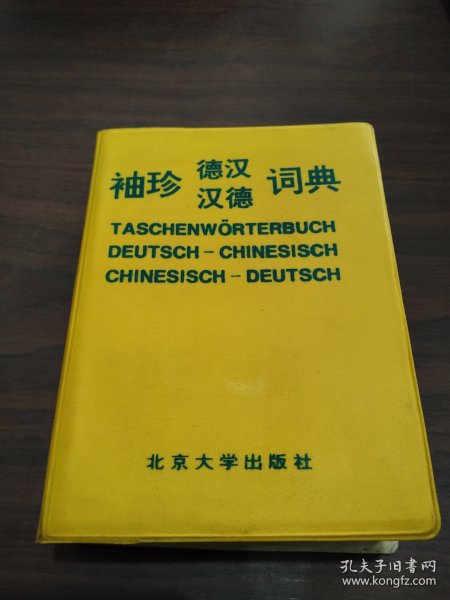 袖珍 德汉 汉德 词典
TASCHENWÖRTERBUCH
DEUTSCH - CHINESISCH
CHINESISCH - DEUTSCH
北京大学出版社
孔夫子旧书网
www.kongfz.com